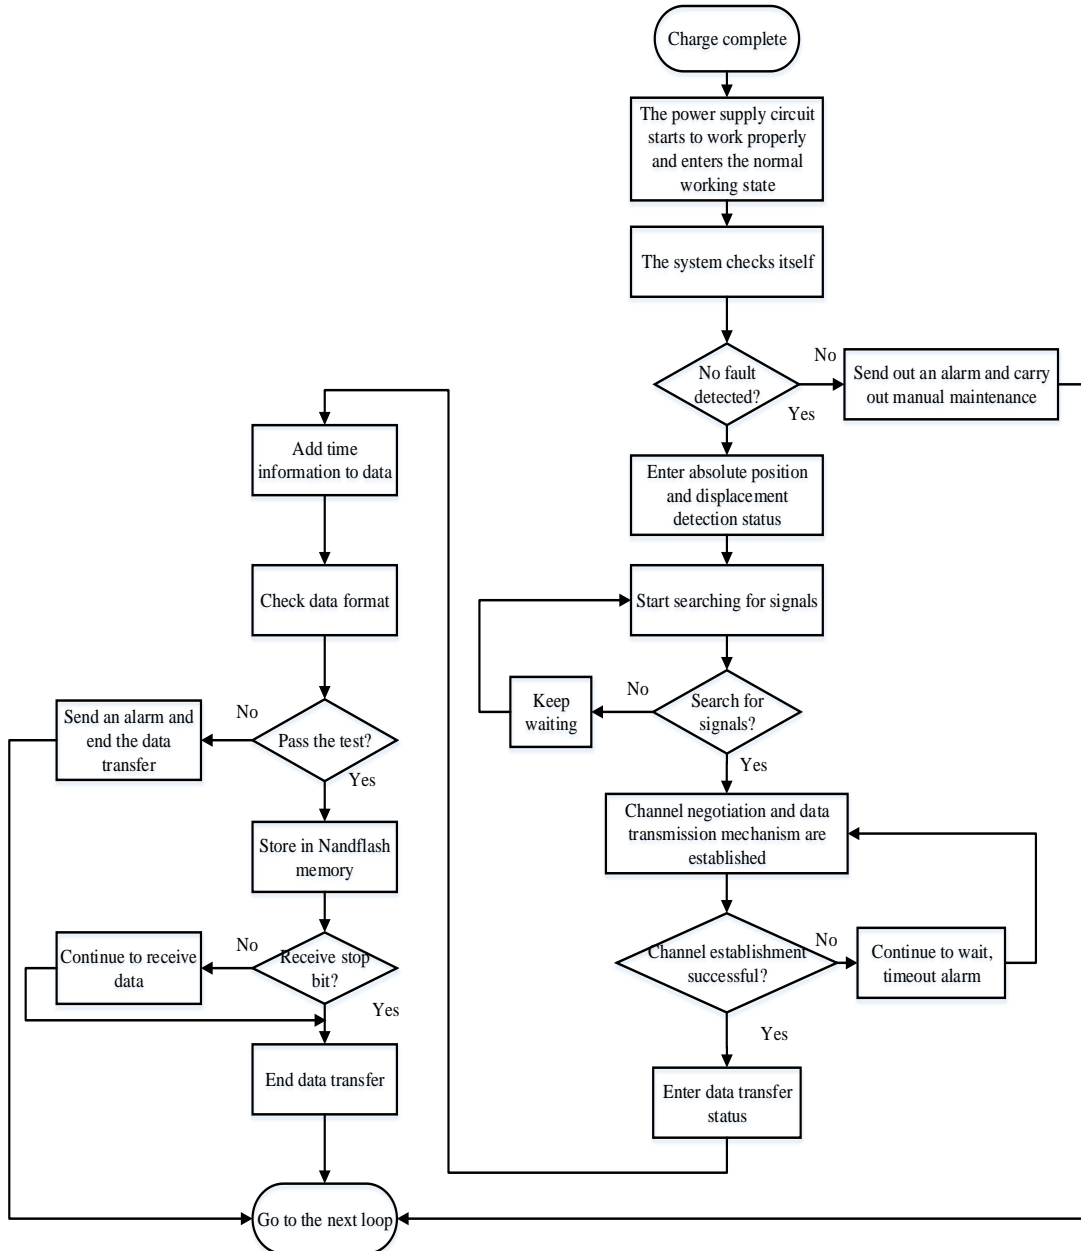 Charge complete
The power supply circuit
starts to work properly
and enters the normal
working state
The system checks itself
No fault
detected?
No
Yes
Send out an alarm and carry
out manual maintenance
Enter absolute position
and displacement
detection status
Start searching for signals
Search for
signals?
No
Keep
waiting
Yes
Channel negotiation and data
transmission mechanism are
established
Channel establishment
successful?
No
Continue to wait,
timeout alarm
Yes
Enter data transfer
status
Add time
information to data
Check data format
Pass the test?
No
Send an alarm and
end the data
transfer
Yes
Store in Nandflash
memory
Receive stop
bit?
No
Continue to receive
data
Yes
End data transfer
Go to the next loop